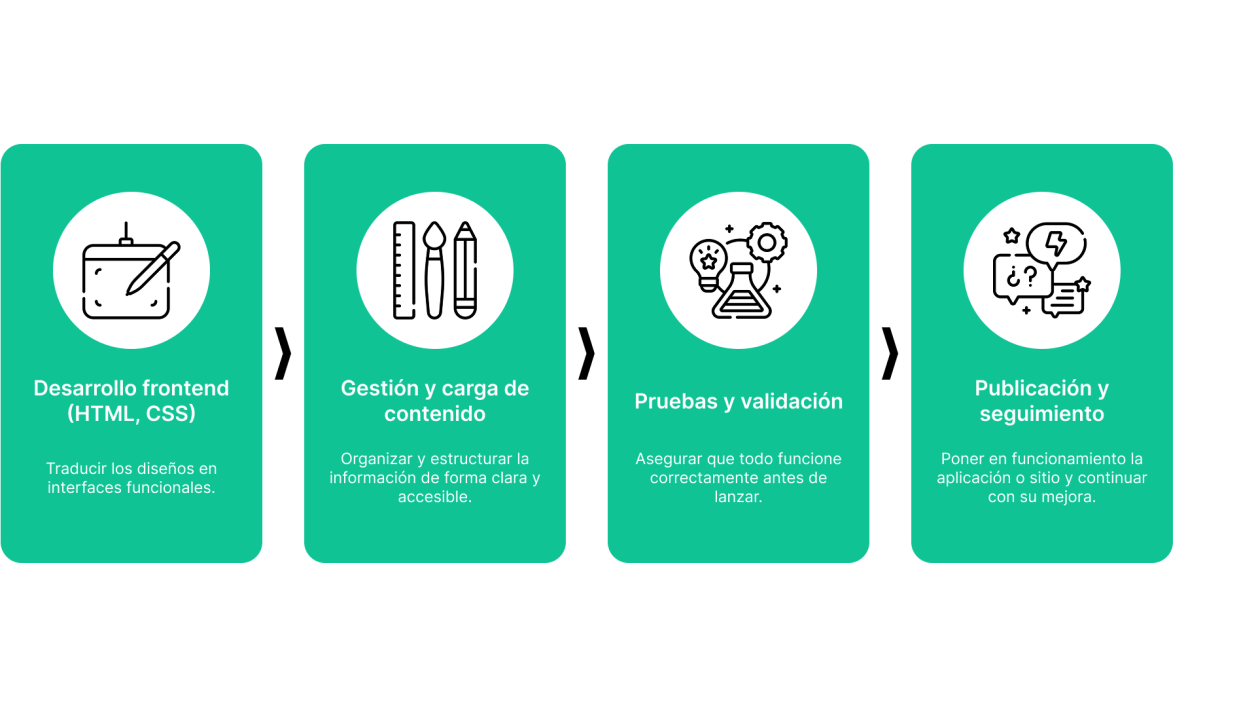 ¿?
Desarrollo frontend
(HTML, CSS)
Traducir los diseños en
interfaces funcionales.
Gestión y carga de
contenido
Organizar y estructurar la
información de forma clara y
accesible.
Pruebas y validación
Asegurar que todo funcione
correctamente antes de
lanzar.
Publicación y
seguimiento
Poner en funcionamiento la
aplicación o sitio y continuar
con su mejora.